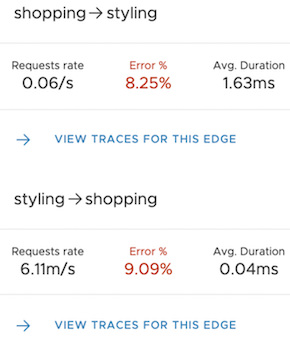 shopping → styling
Requests rate Error % Avg. Duration
0.06/s 8.25% 1.63ms
→ VIEW TRACES FOR THIS EDGE
styling → shopping
Requests rate Error % Avg. Duration
6.11m/s 9.09% 0.04ms
→ VIEW TRACES FOR THIS EDGE